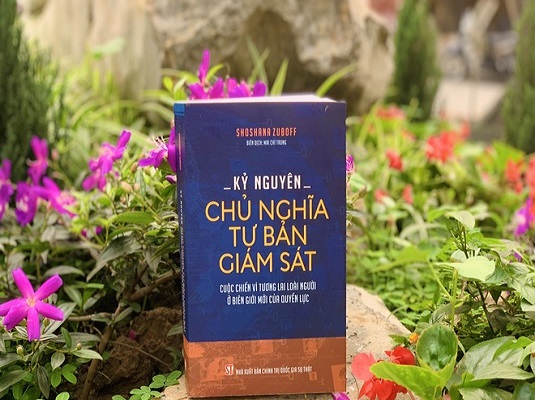 SHOSHANA ZUBOFF
BIÊN DỊCH: MAI CHÍ TRUNG
KỶ NGUYÊN
CHỦ NGHĨA
TƯ BẢN
GIÁM SÁT
CUỘC CHIẾN VÌ TƯƠNG LAI LOÀI NGƯỜI
Ở BIÊN GIỚI MỚI CỦA QUYỀN LỰC
NHÀ XUẤT BẢN CHÍNH TRỊ QUỐC GIA SỰ THẬT